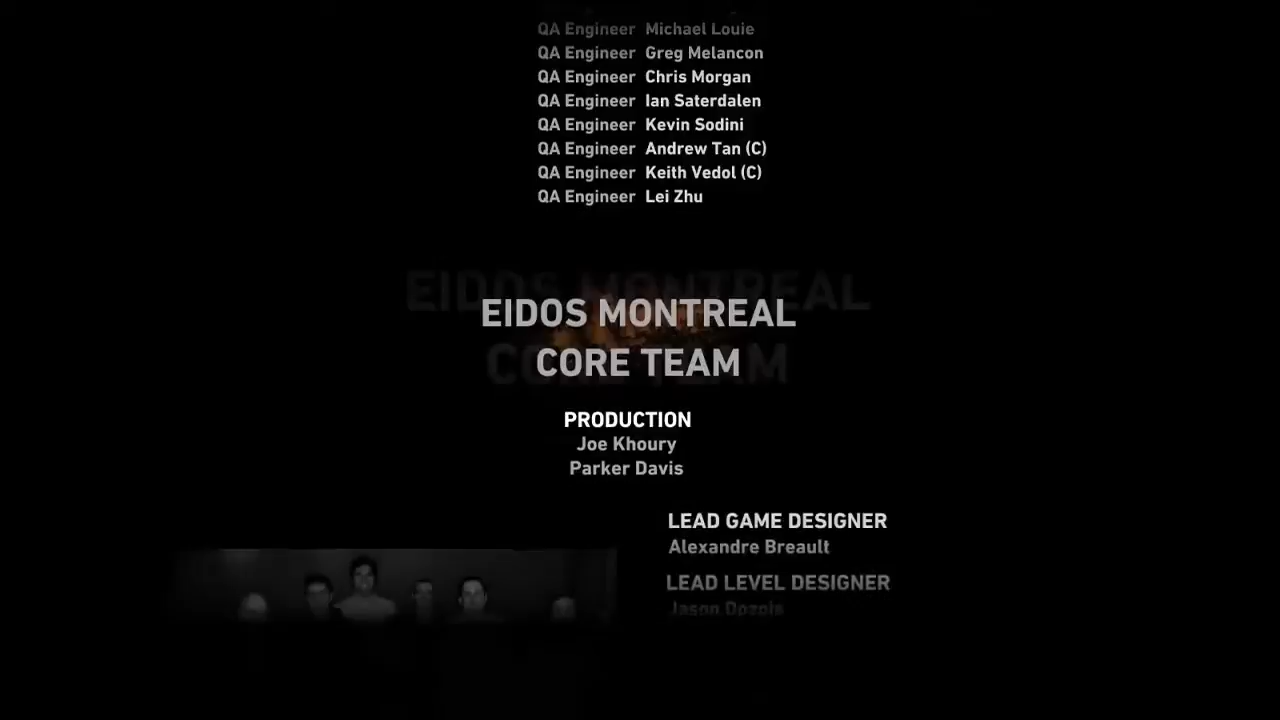 QA Engineer Michael Louie
QA Engineer Greg Melancon
QA Engineer Chris Morgan
QA Engineer Ian Saterdalen
QA Engineer Kevin Sodini
QA Engineer Andrew Tan (C)
QA Engineer Keith Vedol (C)
QA Engineer Lei Zhu
EIDOS MONTREAL
CORE TEAM
PRODUCTION
Joe Khoury
Parker Davis
LEAD GAME DESIGNER
Alexandre Breault
LEAD LEVEL DESIGNER
Jason Dozois